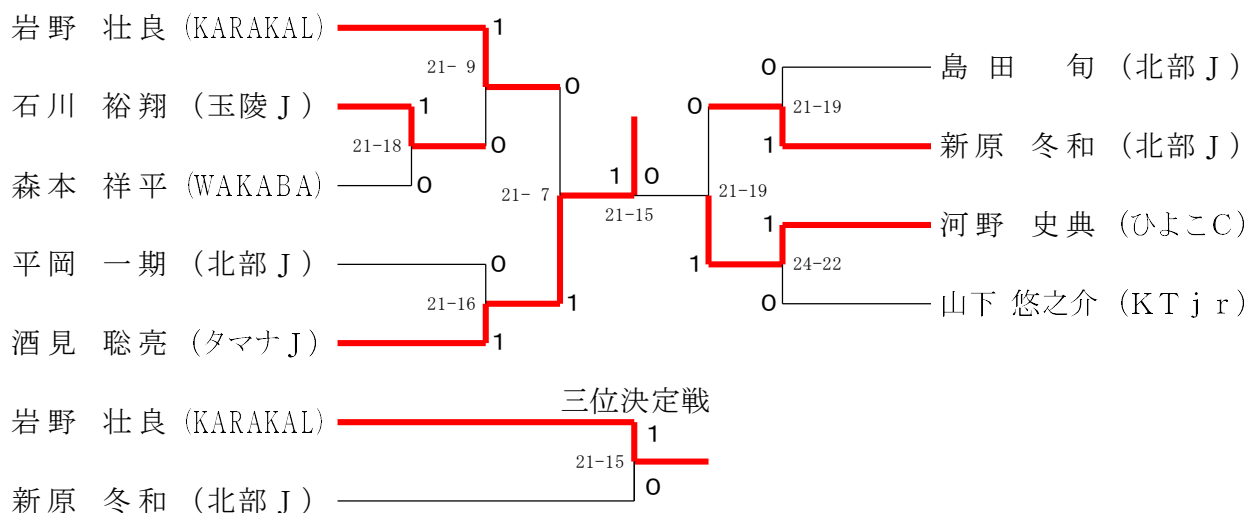 岩野 壮良 (KARAKAL)
1
21- 9
0
石川 裕翔 (玉陵J)
1
21-18
0
森本 祥平 (WAKABA)
0
21- 7
平岡 一期 (北部J)
0
21-16
1
酒見 聡亮 (タマナJ)
1
1 0
21-15
0
島田 旬 (北部J)
0
21-19
1
新原 冬和 (北部J)
21-19
1
河野 史典 (ひよこC)
1
24-22
0
山下 悠之介 (KTjr)
三位決定戦
岩野 壮良 (KARAKAL)
1
21-15
0
新原 冬和 (北部J)